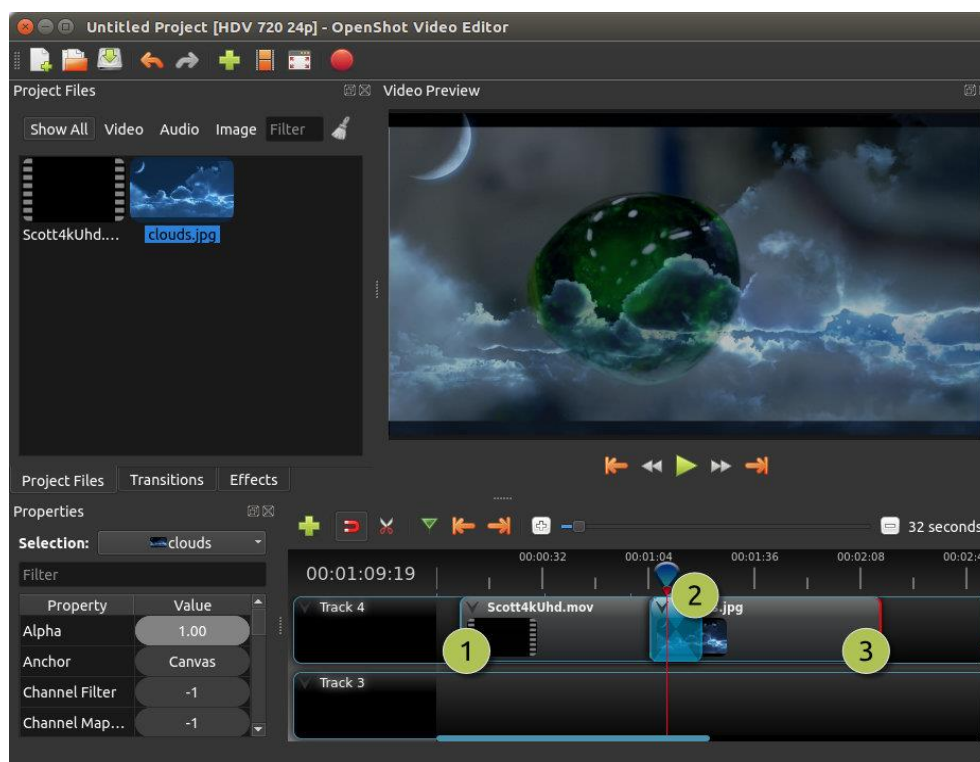 Untitled Project [HDV 720 24p] - OpenShot Video Editor
Project Files
Video Preview
Show All Video Audio Image Filter
Scott4kUhd.... clouds.jpg
Project Files Transitions Effects
Properties
Selection: clouds
32 seconds
Filter
00:00:32 00:01:04 00:01:36 00:02:08 00:02:4
00:01:09:19
Property Value
Track 4 Scott4kUhd.mov .jpg
2
Alpha 1.00
1
3
Anchor Canvas
Track 3
Channel Filter -1
Channel Map... -1